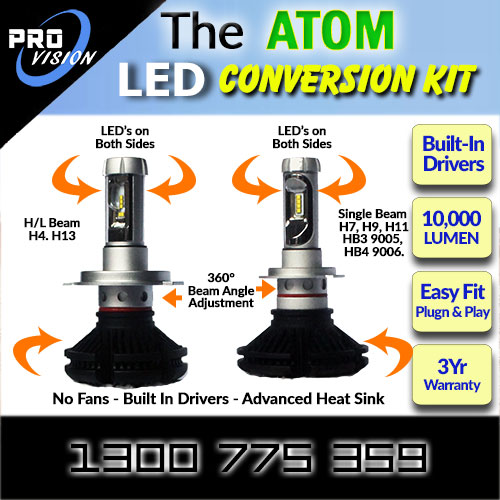 PRO
VISION
The ATOM
LED CONVERSION KIT
LED's on
Both Sides
LED's on
Both Sides
H/L Beam
H4. H13
Single Beam
H7, H9, H11
HB3 9005,
HB4 9006.
360°
Beam Angle
Adjustment
Built-In
Drivers
10,000
LUMEN
Easy Fit
Plugn & Play
3Yr
Warranty
No Fans - Built In Drivers - Advanced Heat Sink
1300 775 359